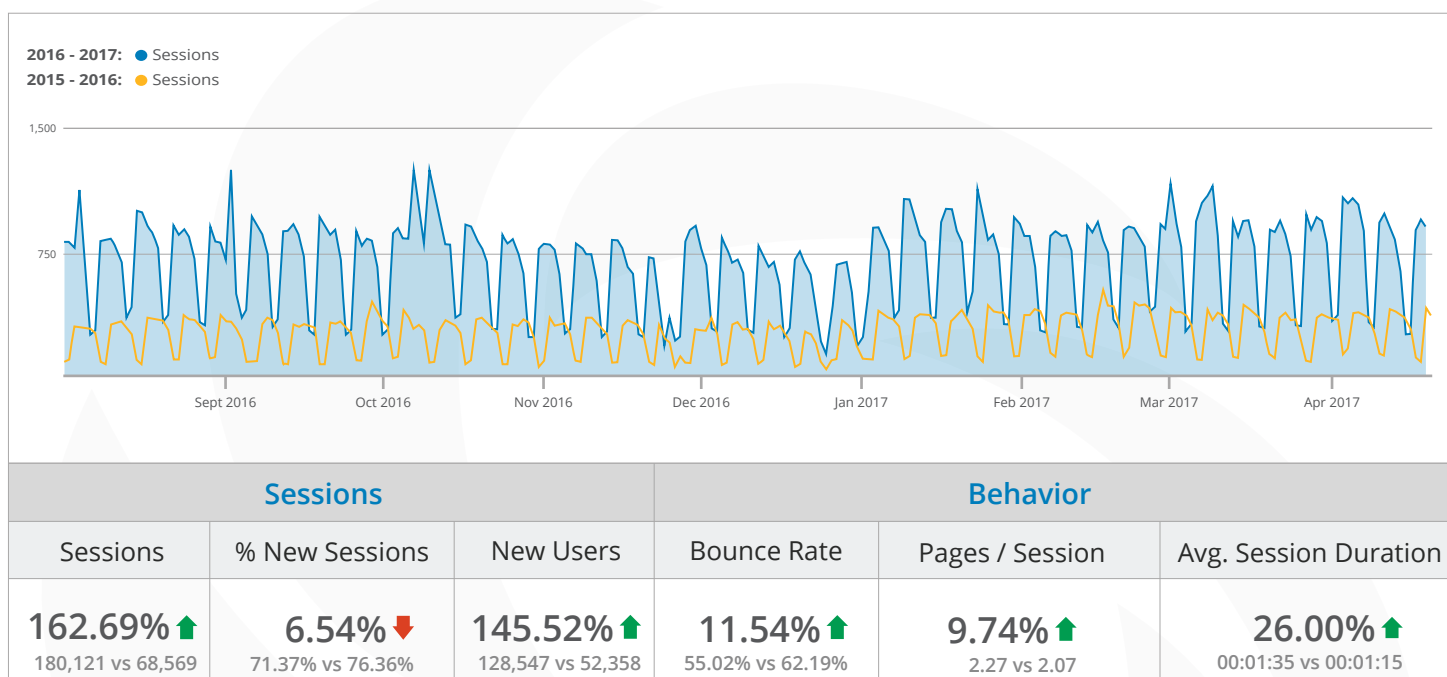 2016 - 2017: Sessions
2015 - 2016: Sessions
1,500
750
Sept 2016 Oct 2016 Nov 2016 Dec 2016 Jan 2017 Feb 2017 Mar 2017 Apr 2017
Sessions Behavior
Sessions % New Sessions New Users Bounce Rate Pages / Session Avg. Session Duration
162.69% 6.54% 145.52% 11.54% 9.74% 26.00%
180,121 vs 68,569 71.37% vs 76.36% 128,547 vs 52,358 55.02% vs 62.19% 2.27 vs 2.07 00:01:35 vs 00:01:15